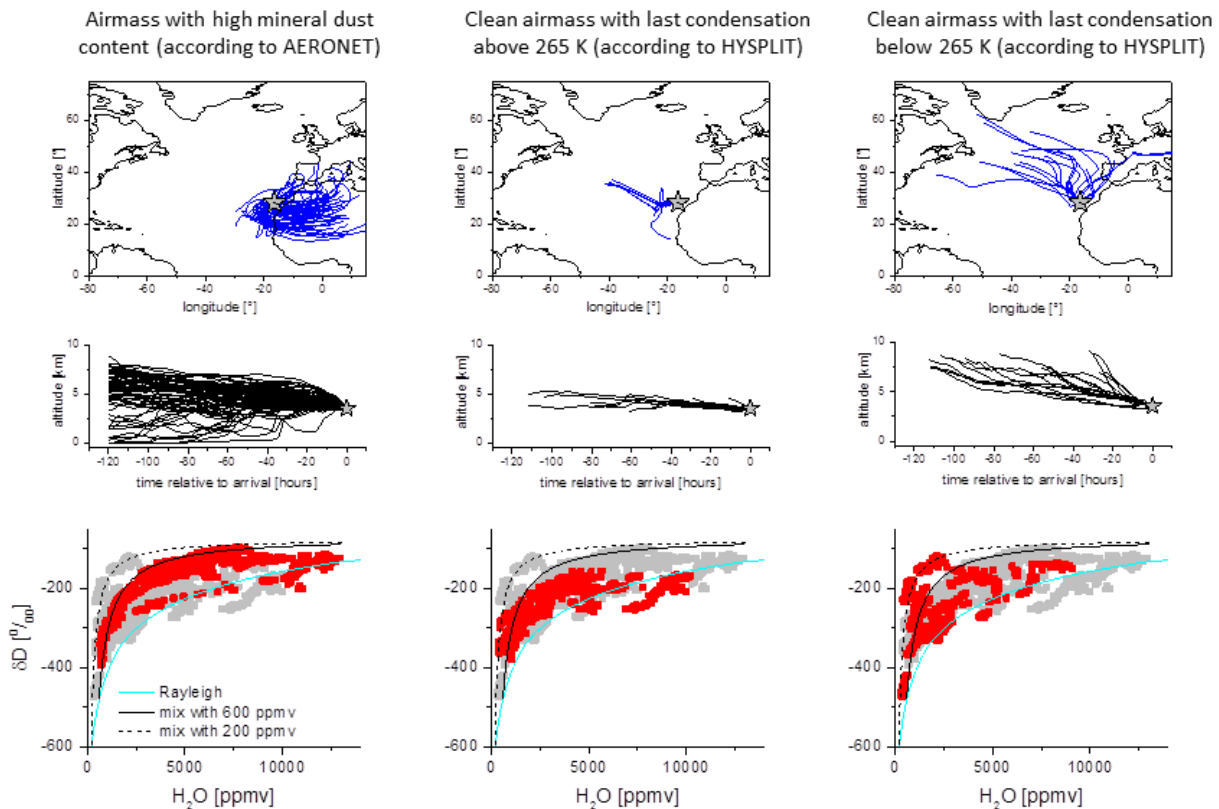 Airmass with high mineral dust
content (according to AERONET)
Clean airmass with last condensation
above 265 K (according to HYSPLIT)
Clean airmass with last condensation
below 265 K (according to HYSPLIT)
latitude [°]
60
40
20
0
-80 -60 -40 -20 0
longitude [°]
latitude [°]
60
40
20
0
-80 -60 -40 -20 0
longitude [°]
latitude [°]
60
40
20
0
-80 -60 -40 -20 0
longitude [°]
altitude [km]
10
5
0
-120 -100 -80 -60 -40 -20 0
time relative to arrival [hours]
altitude [km]
10
5
0
-120 -100 -80 -60 -40 -20 0
time relative to arrival [hours]
altitude [km]
10
5
0
-120 -100 -80 -60 -40 -20 0
time relative to arrival [hours]
δD [⁰/₀₀]
-200
-400
-600
Rayleigh
mix with 600 ppmv
mix with 200 ppmv
0 5000 10000
H₂O [ppmv]
-200
-400
-600
0 5000 10000
H₂O [ppmv]
-200
-400
-600
0 5000 10000
H₂O [ppmv]